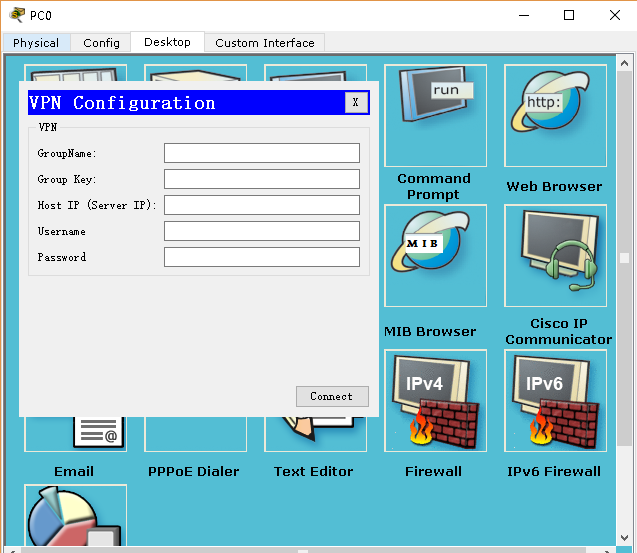 PC0
Physical
Config
Desktop
Custom Interface
VPN Configuration
X
VPN
GroupName:
Group Key:
Host IP (Server IP):
Username
Password
Connect
run
http:
Command
Prompt
Web Browser
MIB
MIB Browser
Cisco IP
Communicator
IPv4
IPv6
@
Email
PPPoE Dialer
Text Editor
Firewall
IPv6 Firewall